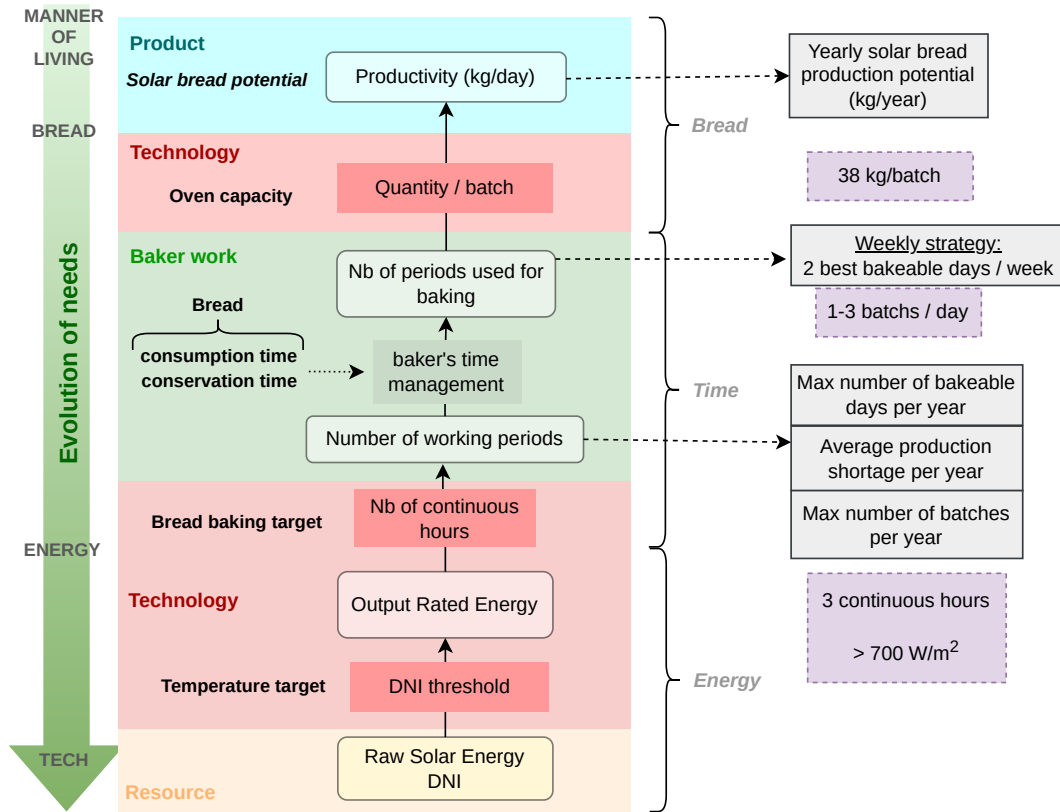 MANNER
OF
LIVING
Product
Solar bread potential
Productivity (kg/day)
Yearly solar bread
production potential
(kg/year)
BREAD
Bread
Technology
Oven capacity
Quantity / batch
38 kg/batch
Evolution of needs
Baker work
Nb of periods used for
baking
Weekly strategy:
2 best bakeable days / week
1-3 batchs / day
Bread
consumption time
conservation time
baker's time
management
Time
Number of working periods
Max number of bakeable
days per year
Average production
shortage per year
Max number of batches
per year
Bread baking target
Nb of continuous
hours
ENERGY
Technology
Output Rated Energy
3 continuous hours
> 700 W/m²
Temperature target
DNI threshold
Energy
TECH
Raw Solar Energy
DNI
Resource